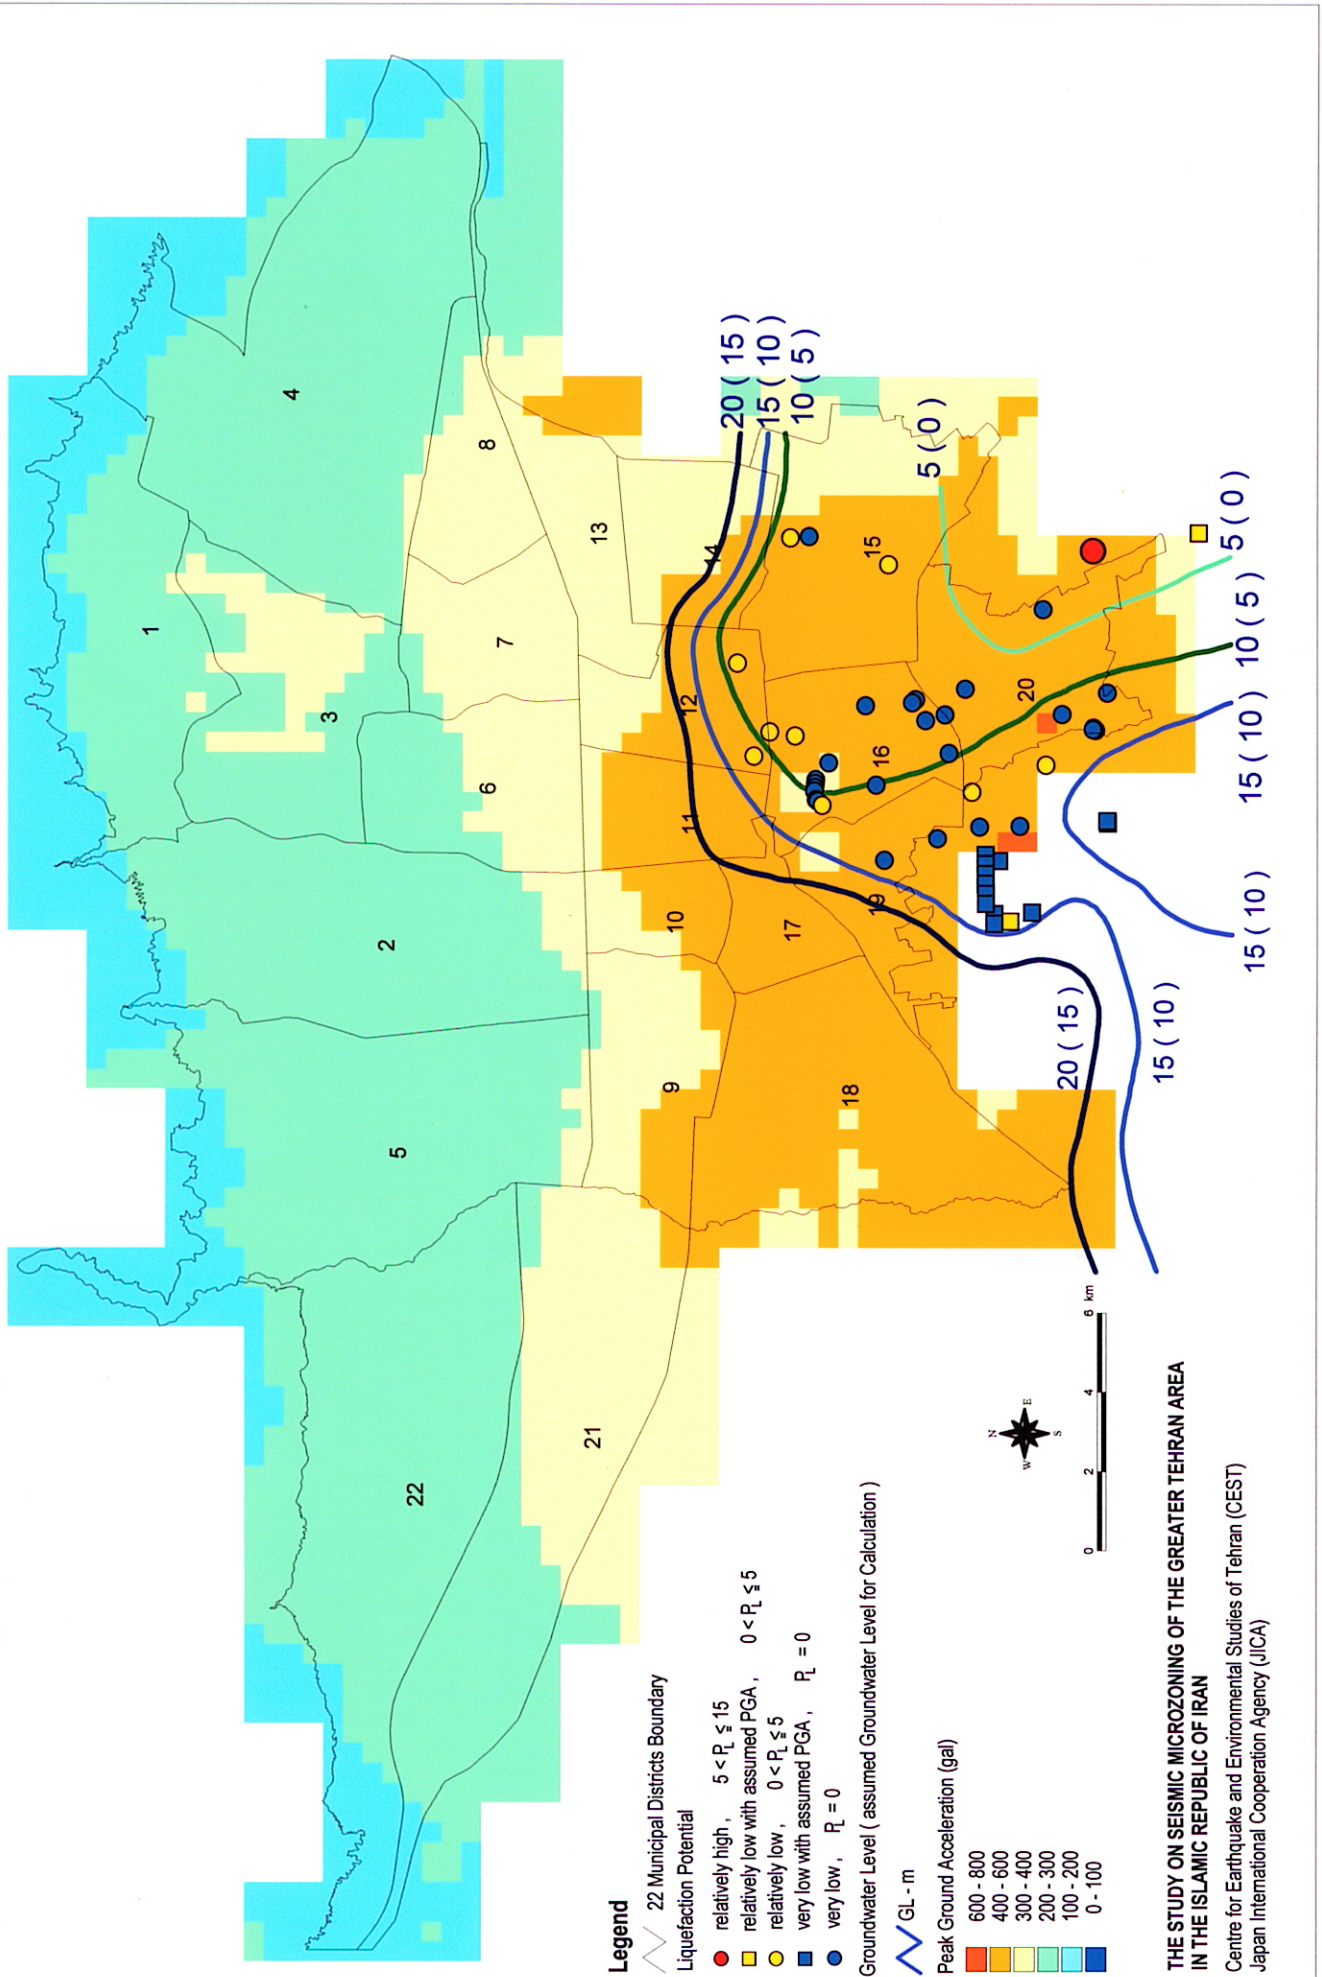 1
2
3
4
5
6
7
8
9
10
11
12
13
14
15
16
17
18
19
20
21
22
20 ( 15 )
15 ( 10 )
10 ( 5 )
5 ( 0 )
5 ( 0 )
10 ( 5 )
15 ( 10 )
15 ( 10 )
20 ( 15 )
15 ( 10 )
Legend
22 Municipal Districts Boundary
Liquefaction Potential
relatively high , 5 < PL ≦ 15
relatively low with assumed PGA , 0 < PL ≦ 5
relatively low , 0 < PL ≦ 5
very low with assumed PGA , PL = 0
very low , PL = 0
Groundwater Level ( assumed Groundwater Level for Calculation )
GL - m
Peak Ground Acceleration (gal)
600 - 800
400 - 600
300 - 400
200 - 300
100 - 200
0 - 100
N
W E
S
0 2 4 6 km
THE STUDY ON SEISMIC MICROZONING OF THE GREATER TEHRAN AREA
IN THE ISLAMIC REPUBLIC OF IRAN
Centre for Earthquake and Environmental Studies of Tehran (CEST)
Japan International Cooperation Agency (JICA)